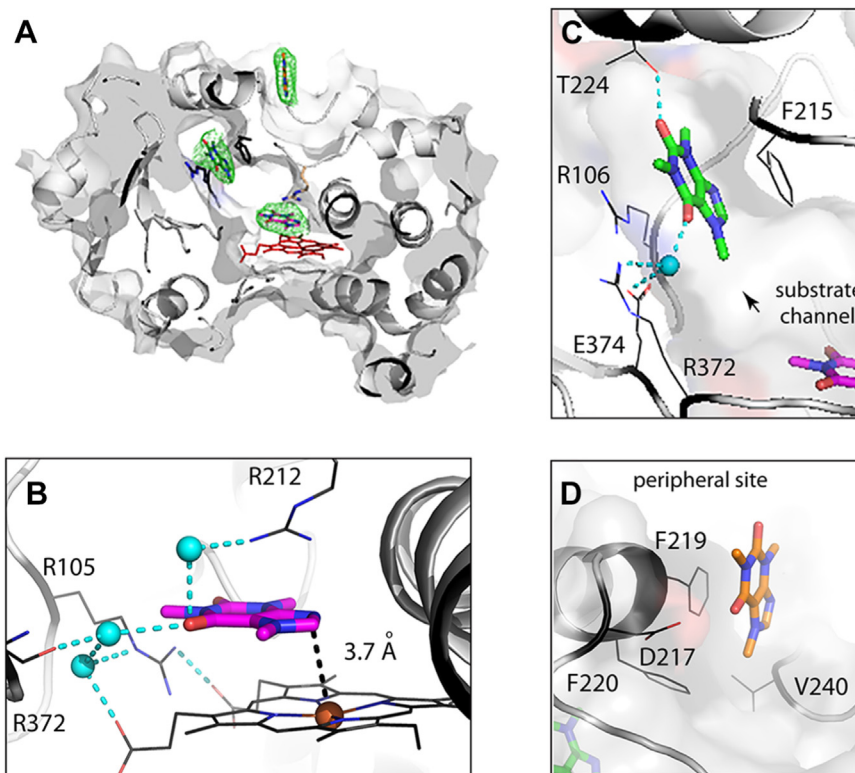 A
B
R212
R105
3.7 Å
R372
C
T224
F215
R106
substrate
channel
E374
R372
D
peripheral site
F219
D217
F220
V240